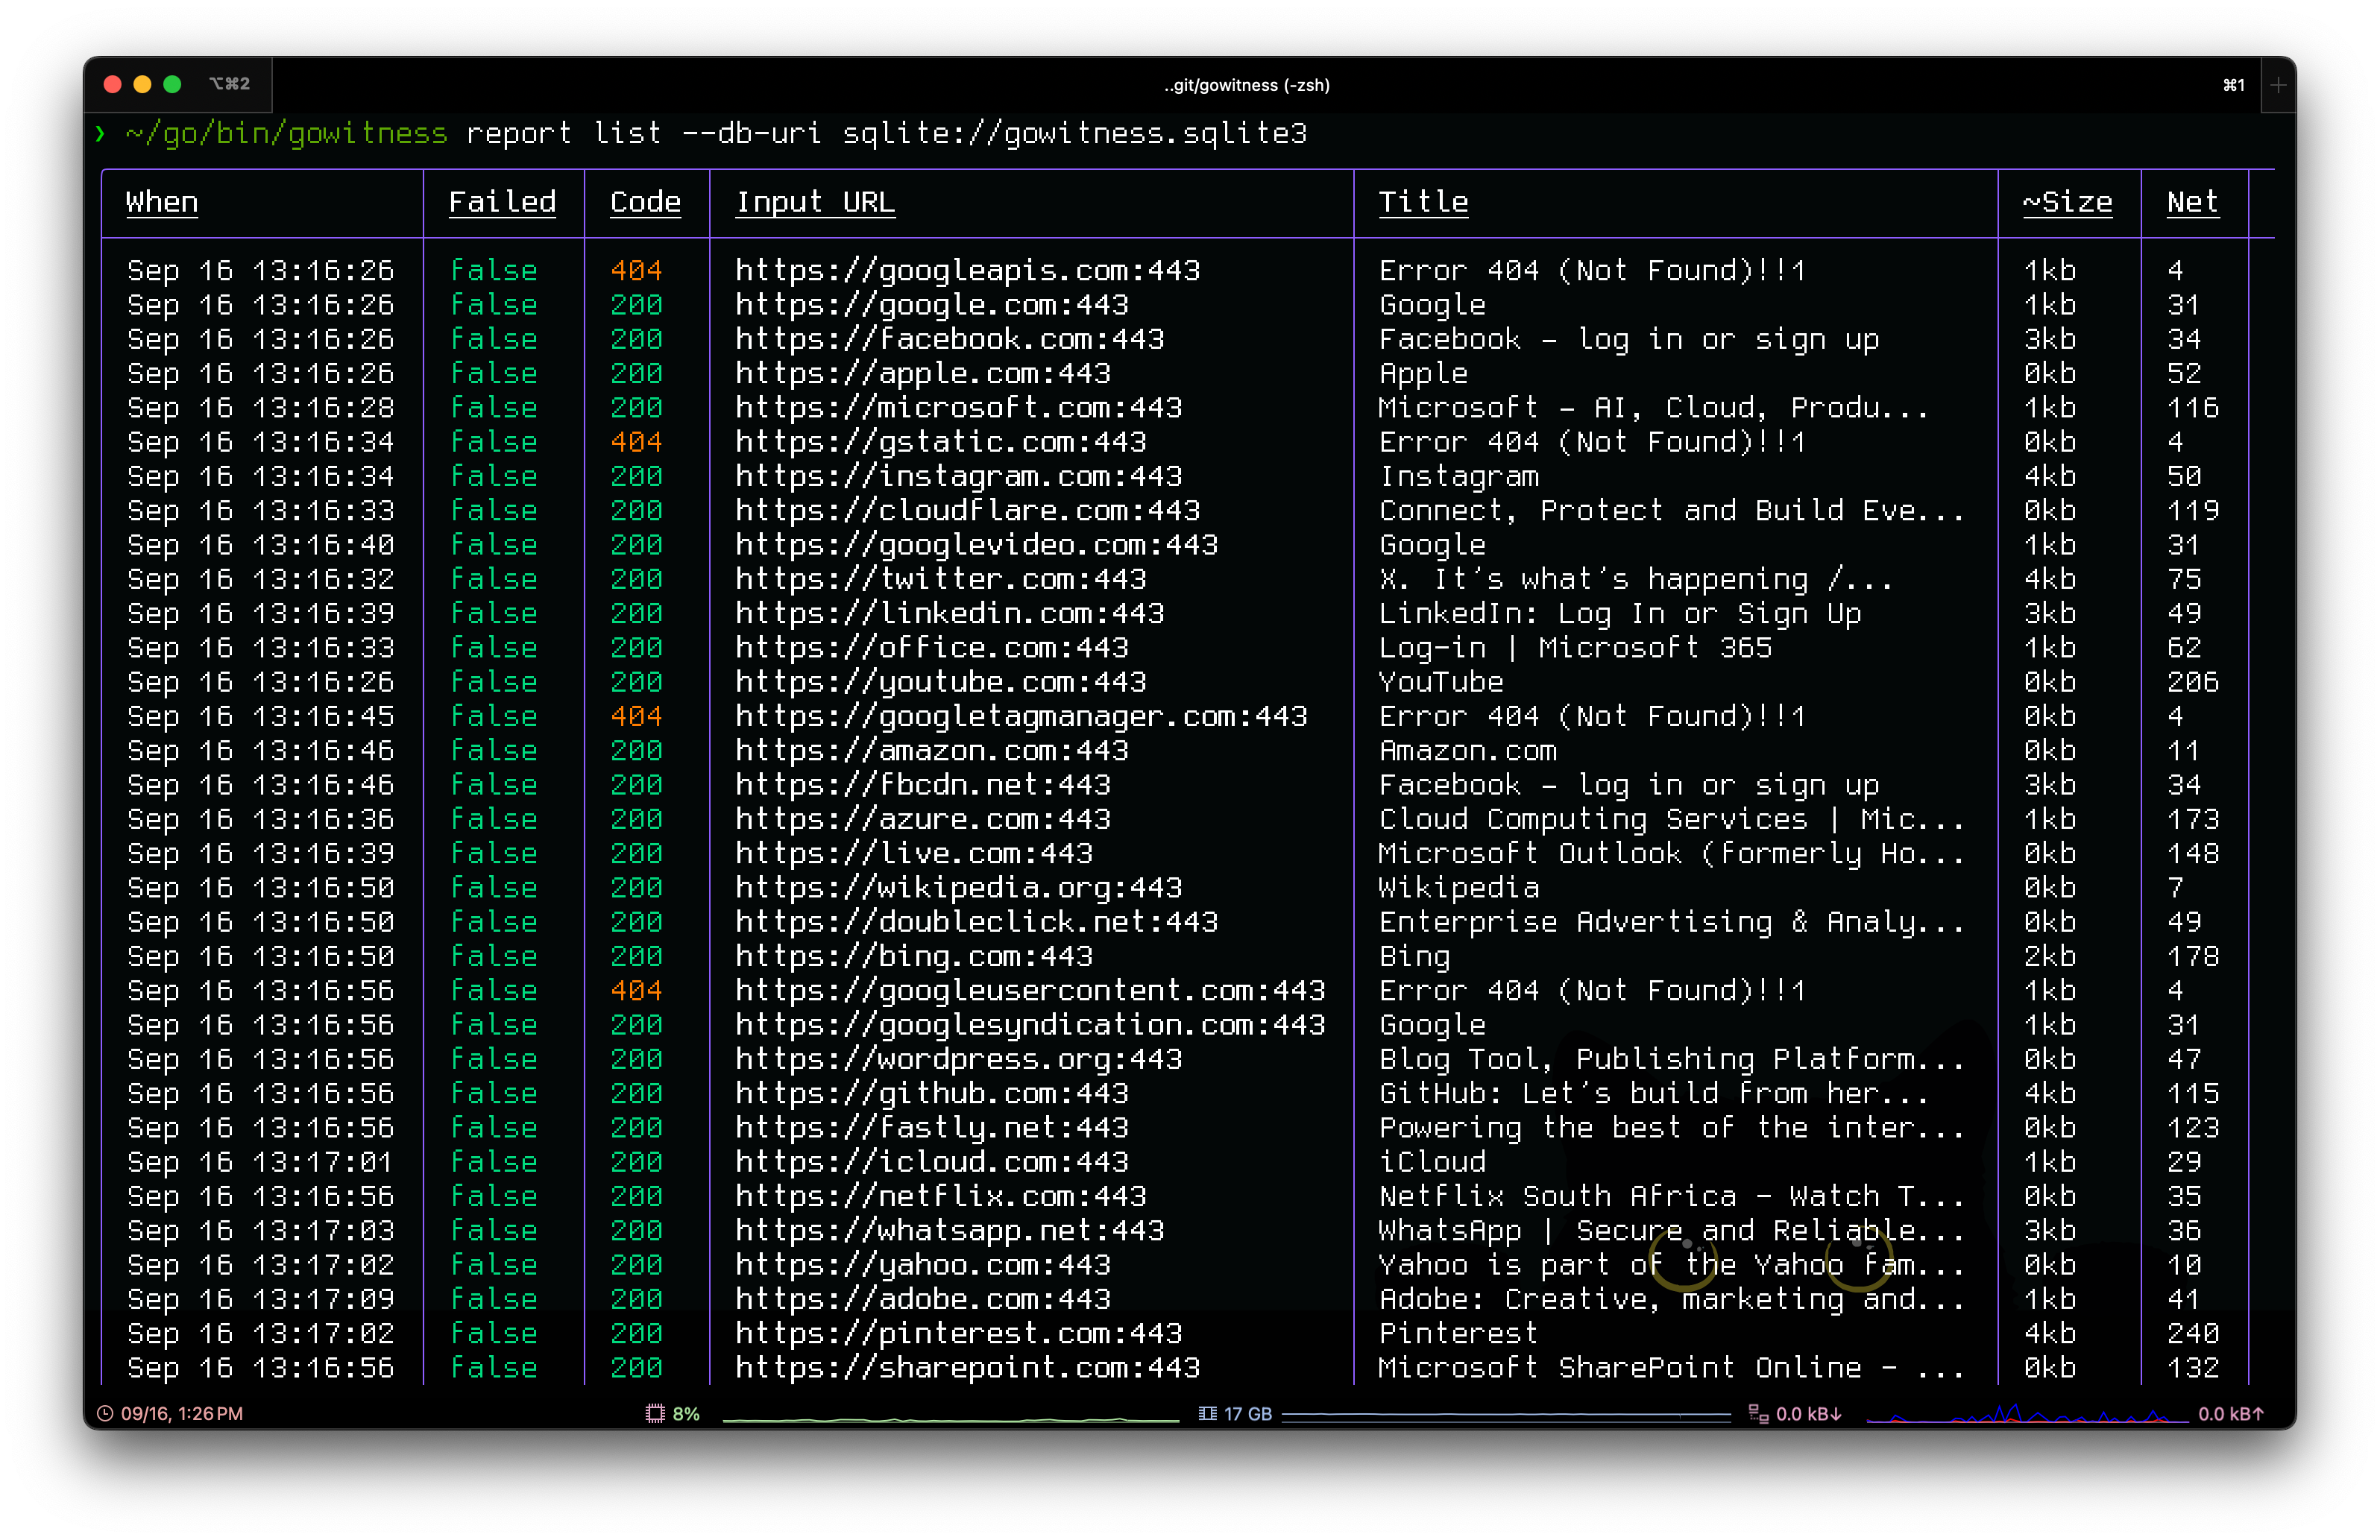 ⌥⌘2 ..git/gowitness (-zsh) ⌘1 +
❯ ~/go/bin/gowitness report list --db-uri sqlite://gowitness.sqlite3
When Failed Code Input URL Title ~Size Net
Sep 16 13:16:26 false 404 https://googleapis.com:443 Error 404 (Not Found)!!1 1kb 4
Sep 16 13:16:26 false 200 https://google.com:443 Google 1kb 31
Sep 16 13:16:26 false 200 https://facebook.com:443 Facebook – log in or sign up 3kb 34
Sep 16 13:16:26 false 200 https://apple.com:443 Apple 0kb 52
Sep 16 13:16:28 false 200 https://microsoft.com:443 Microsoft – AI, Cloud, Produ... 1kb 116
Sep 16 13:16:34 false 404 https://gstatic.com:443 Error 404 (Not Found)!!1 0kb 4
Sep 16 13:16:34 false 200 https://instagram.com:443 Instagram 4kb 50
Sep 16 13:16:33 false 200 https://cloudflare.com:443 Connect, Protect and Build Eve... 0kb 119
Sep 16 13:16:40 false 200 https://googlevideo.com:443 Google 1kb 31
Sep 16 13:16:32 false 200 https://twitter.com:443 X. It’s what’s happening /... 4kb 75
Sep 16 13:16:39 false 200 https://linkedin.com:443 LinkedIn: Log In or Sign Up 3kb 49
Sep 16 13:16:33 false 200 https://office.com:443 Log-in | Microsoft 365 1kb 62
Sep 16 13:16:26 false 200 https://youtube.com:443 YouTube 0kb 206
Sep 16 13:16:45 false 404 https://googletagmanager.com:443 Error 404 (Not Found)!!1 0kb 4
Sep 16 13:16:46 false 200 https://amazon.com:443 Amazon.com 0kb 11
Sep 16 13:16:46 false 200 https://fbcdn.net:443 Facebook – log in or sign up 3kb 34
Sep 16 13:16:36 false 200 https://azure.com:443 Cloud Computing Services | Mic... 1kb 173
Sep 16 13:16:39 false 200 https://live.com:443 Microsoft Outlook (formerly Ho... 0kb 148
Sep 16 13:16:50 false 200 https://wikipedia.org:443 Wikipedia 0kb 7
Sep 16 13:16:50 false 200 https://doubleclick.net:443 Enterprise Advertising & Analy... 0kb 49
Sep 16 13:16:50 false 200 https://bing.com:443 Bing 2kb 178
Sep 16 13:16:56 false 404 https://googleusercontent.com:443 Error 404 (Not Found)!!1 1kb 4
Sep 16 13:16:56 false 200 https://googlesyndication.com:443 Google 1kb 31
Sep 16 13:16:56 false 200 https://wordpress.org:443 Blog Tool, Publishing Platform... 0kb 47
Sep 16 13:16:56 false 200 https://github.com:443 GitHub: Let’s build from her... 4kb 115
Sep 16 13:16:56 false 200 https://fastly.net:443 Powering the best of the inter... 0kb 123
Sep 16 13:17:01 false 200 https://icloud.com:443 iCloud 1kb 29
Sep 16 13:16:56 false 200 https://netflix.com:443 Netflix South Africa - Watch T... 0kb 35
Sep 16 13:17:03 false 200 https://whatsapp.net:443 WhatsApp | Secure and Reliable... 3kb 36
Sep 16 13:17:02 false 200 https://yahoo.com:443 Yahoo is part of the Yahoo fam... 0kb 10
Sep 16 13:17:09 false 200 https://adobe.com:443 Adobe: Creative, marketing and... 1kb 41
Sep 16 13:17:02 false 200 https://pinterest.com:443 Pinterest 4kb 240
Sep 16 13:16:56 false 200 https://sharepoint.com:443 Microsoft SharePoint Online - ... 0kb 132
09/16, 1:26 PM 8% 17 GB 0.0 kB↓ 0.0 kB↑